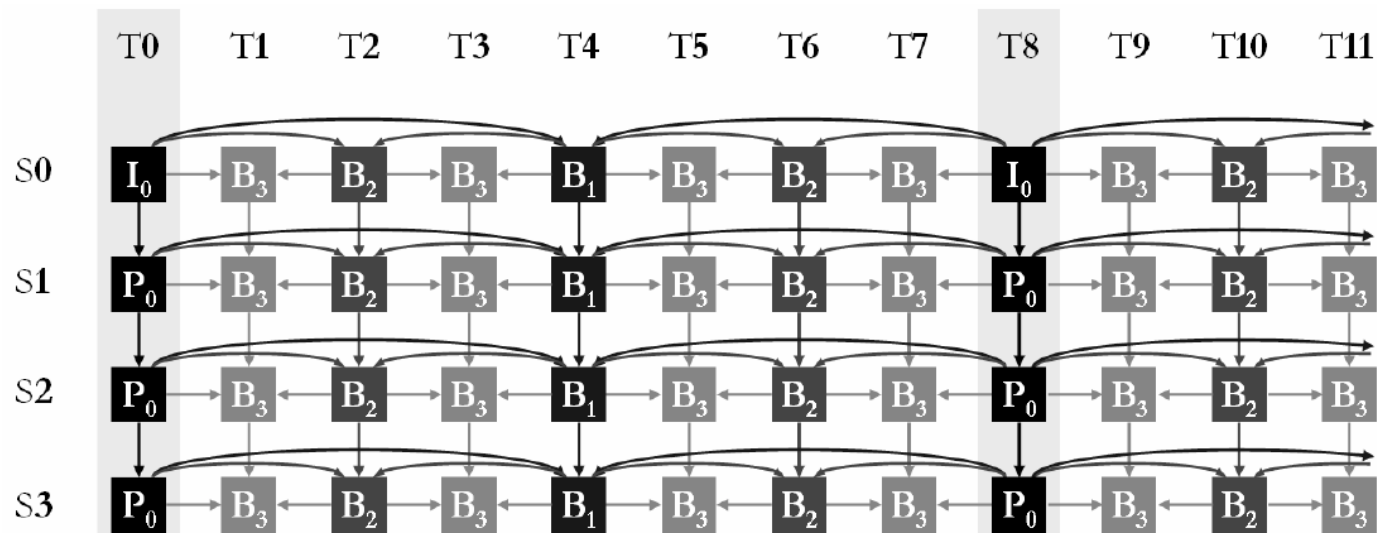 T0 T1 T2 T3 T4 T5 T6 T7 T8 T9 T10 T11
S0 I₀ B₃ B₂ B₃ B₁ B₃ B₂ B₃ I₀ B₃ B₂ B₃
S1 P₀ B₃ B₂ B₃ B₁ B₃ B₂ B₃ P₀ B₃ B₂ B₃
S2 P₀ B₃ B₂ B₃ B₁ B₃ B₂ B₃ P₀ B₃ B₂ B₃
S3 P₀ B₃ B₂ B₃ B₁ B₃ B₂ B₃ P₀ B₃ B₂ B₃